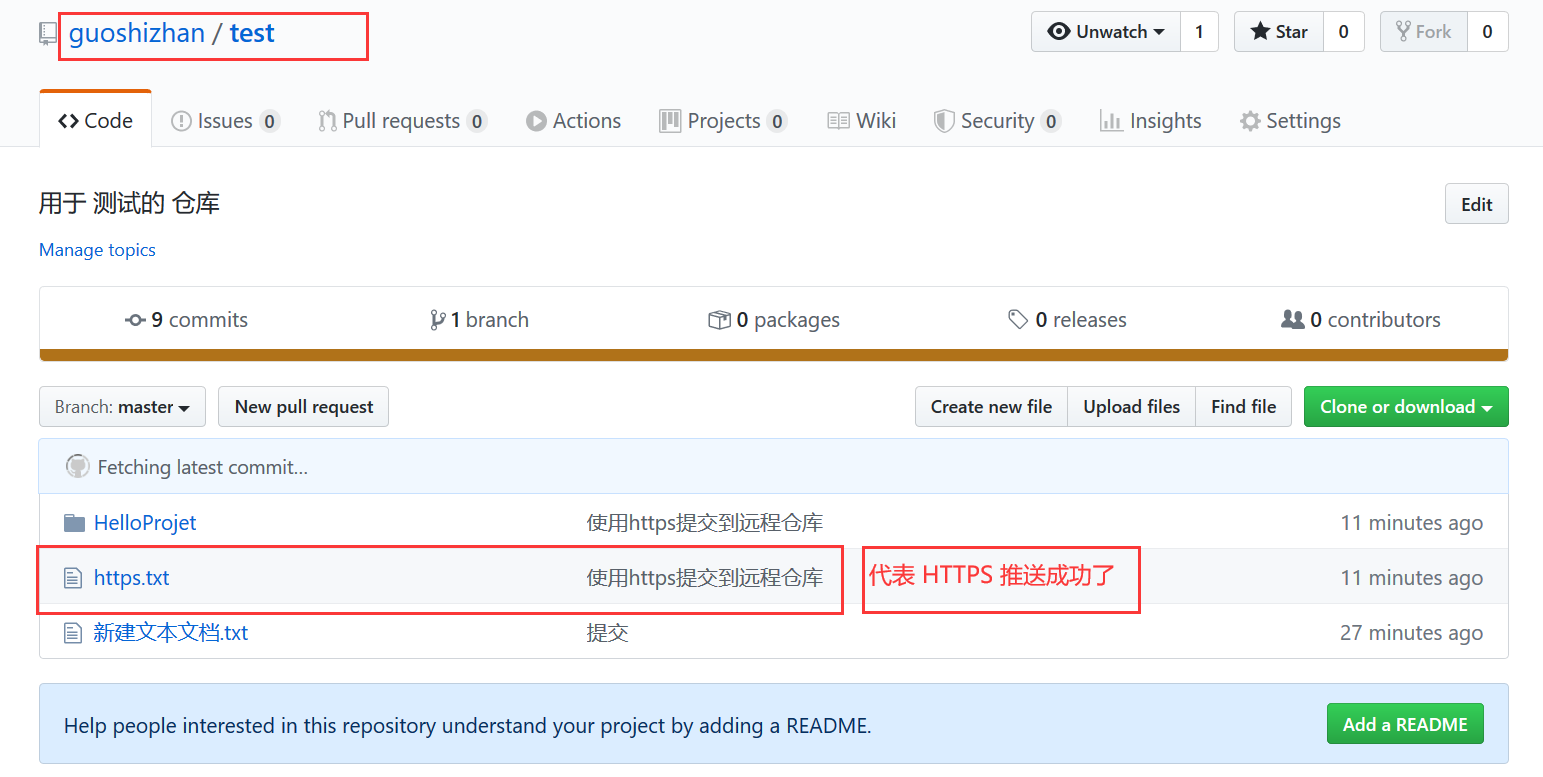 guoshizhan / test
Unwatch 1 Star 0 Fork 0
Code Issues 0 Pull requests 0 Actions Projects 0 Wiki Security 0 Insights Settings
用于 测试的 仓库
Edit
Manage topics
9 commits 1 branch 0 packages 0 releases 0 contributors
Branch: master New pull request Create new file Upload files Find file Clone or download
Fetching latest commit...
HelloProjet 使用https提交到远程仓库 11 minutes ago
https.txt 使用https提交到远程仓库 代表 HTTPS 推送成功了 11 minutes ago
新建文本文档.txt 提交 27 minutes ago
Help people interested in this repository understand your project by adding a README. Add a README